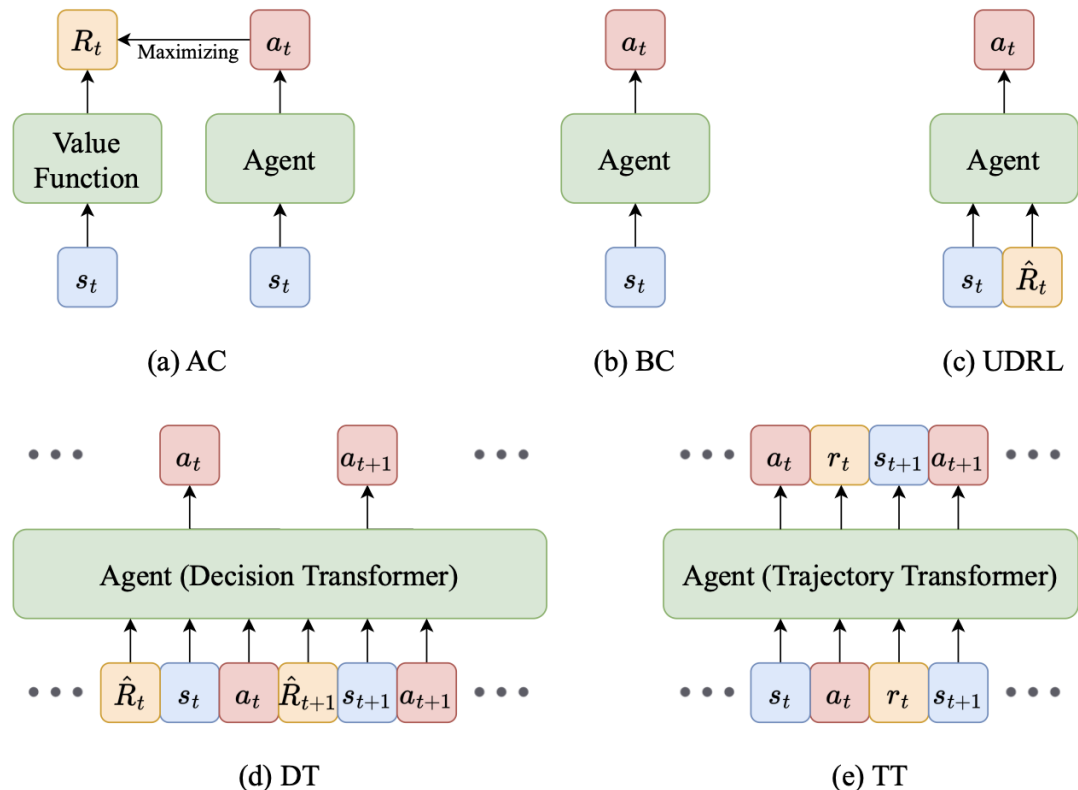 R_t
Maximizing
a_t
Value
Function
Agent
s_t
s_t
(a) AC
a_t
Agent
s_t
(b) BC
a_t
Agent
s_t
R̂_t
(c) UDRL
a_t
a_{t+1}
Agent (Decision Transformer)
R̂_t
s_t
a_t
R̂_{t+1}
s_{t+1}
a_{t+1}
(d) DT
a_t
r_t
s_{t+1}
a_{t+1}
Agent (Trajectory Transformer)
s_t
a_t
r_t
s_{t+1}
(e) TT